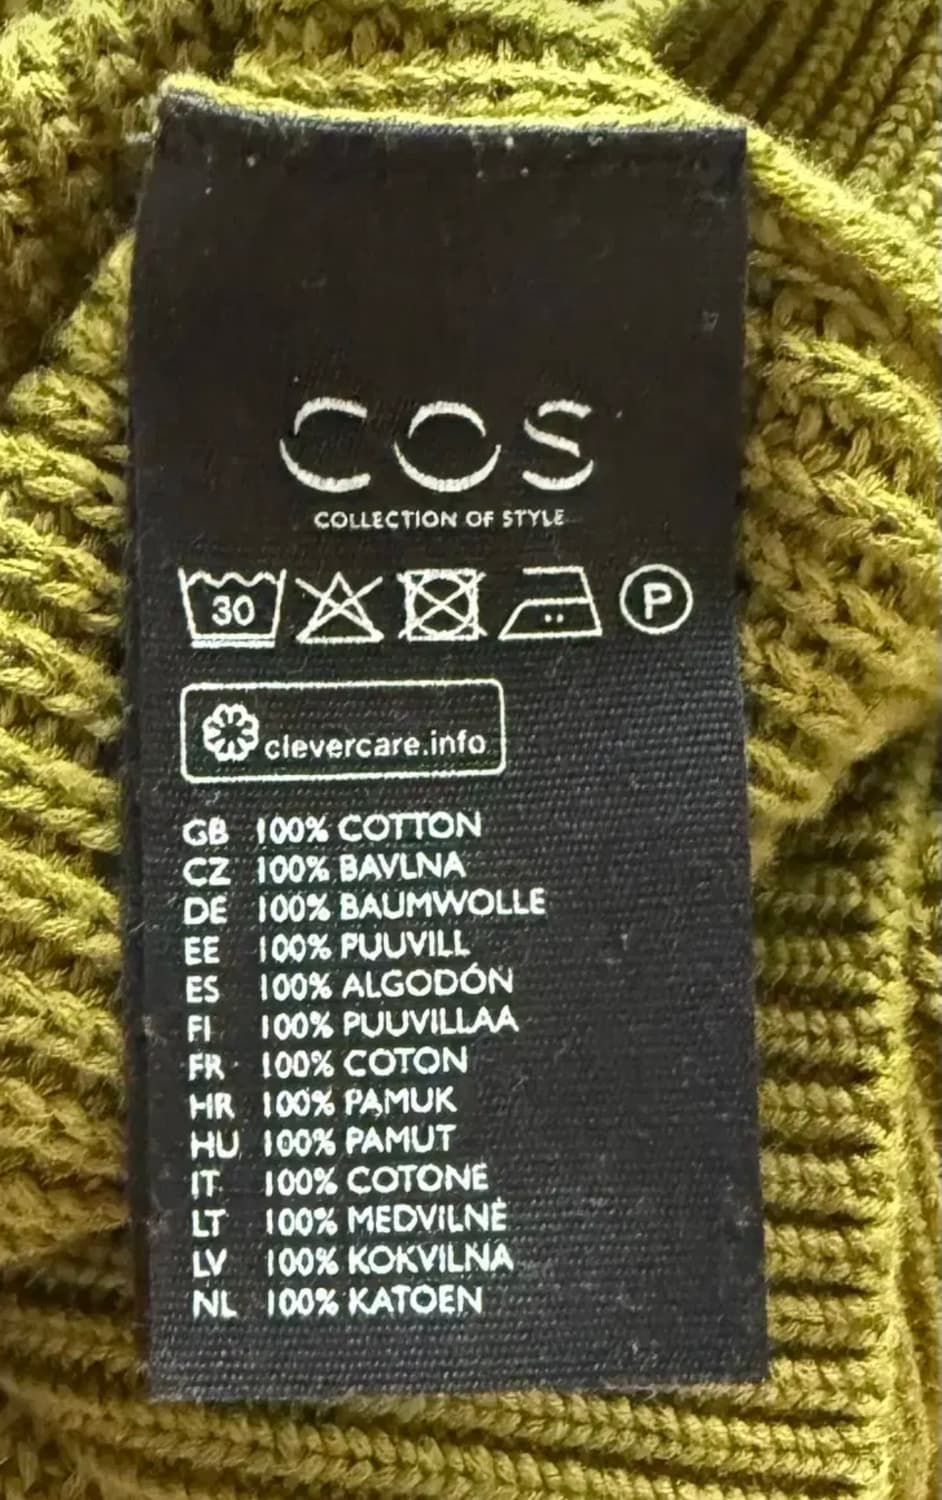 COS
COLLECTION OF STYLE
30 P
clevercare.info
GB 100% COTTON
CZ 100% BAVLNA
DE 100% BAUMWOLLE
EE 100% PUUVILL
ES 100% ALGODÓN
FI 100% PUUVILLAA
FR 100% COTON
HR 100% PAMUK
HU 100% PAMUT
IT 100% COTONE
LT 100% MEDVILNĖ
LV 100% KOKVILNA
NL 100% KATOEN